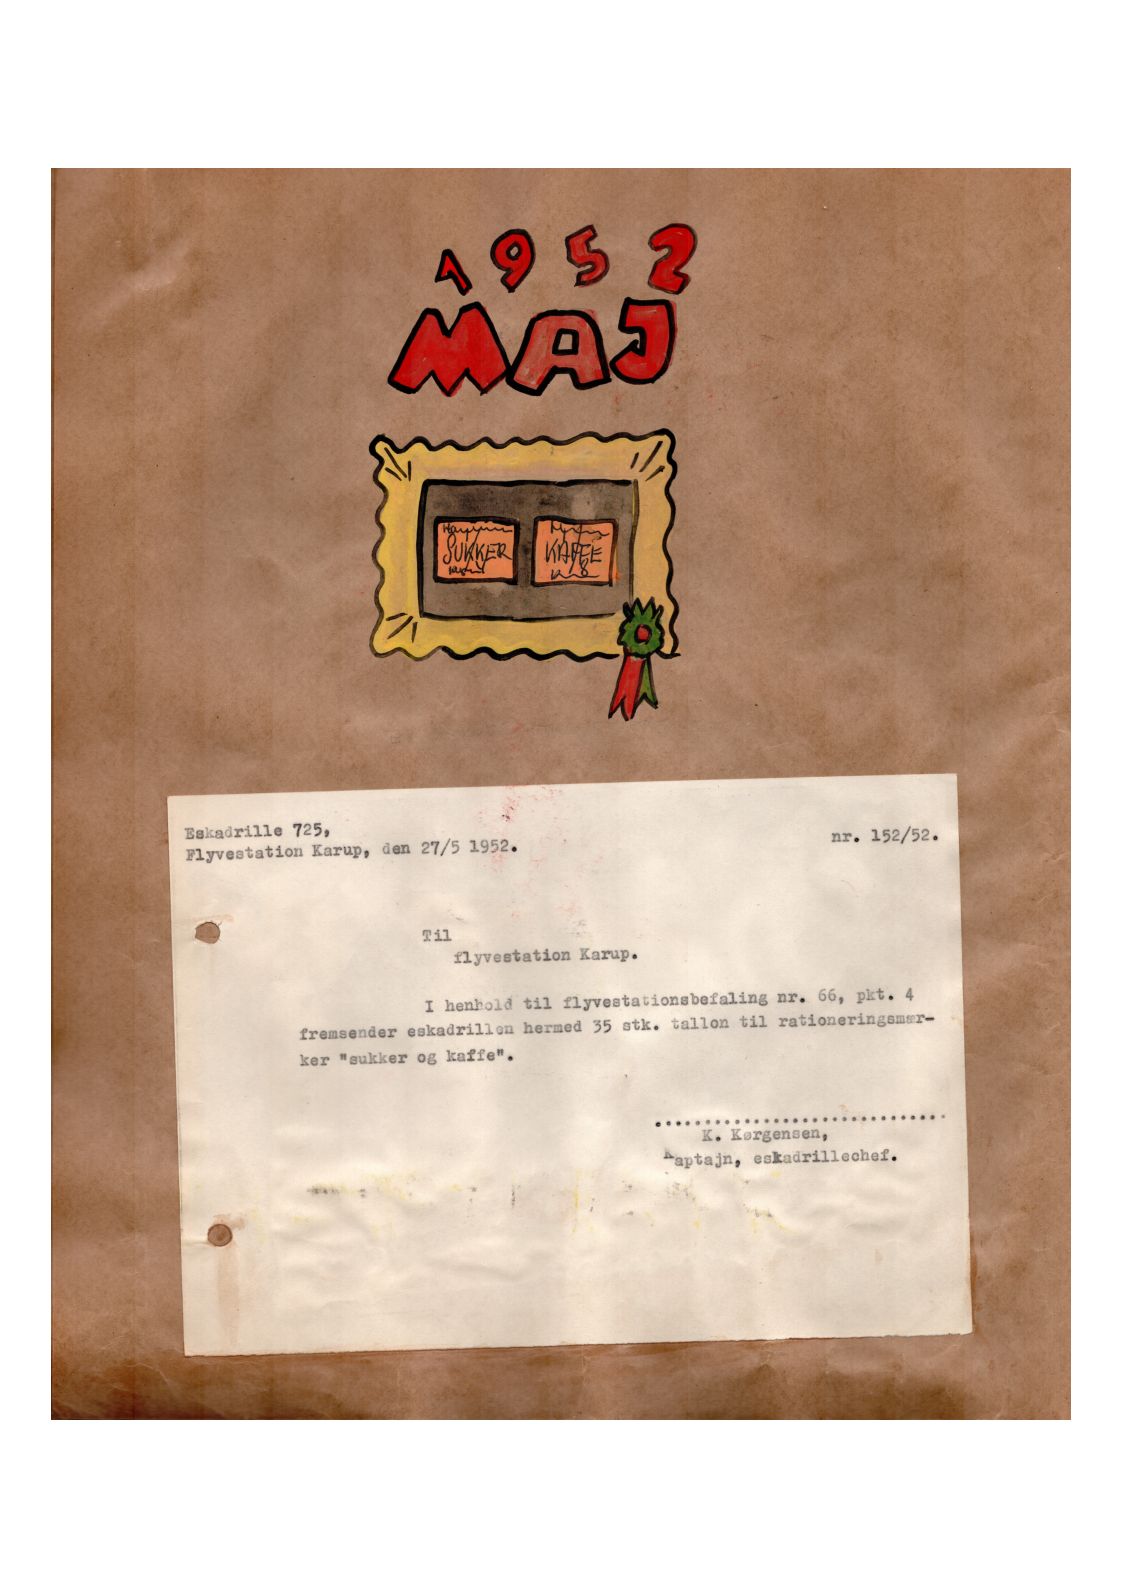 1952
MAJ
SUKKER KAFFE
Eskadrille 725,
Flyvestation Karup, den 27/5 1952.
nr. 152/52.
Til
flyvestation Karup.
I henhold til flyvestationsbefaling nr. 66, pkt. 4
fremsender eskadrillen hermed 35 stk. tallon til rationeringsmær-
ker "sukker og kaffe".
..............................
K. Kørgensen,
Kaptajn, eskadrillechef.